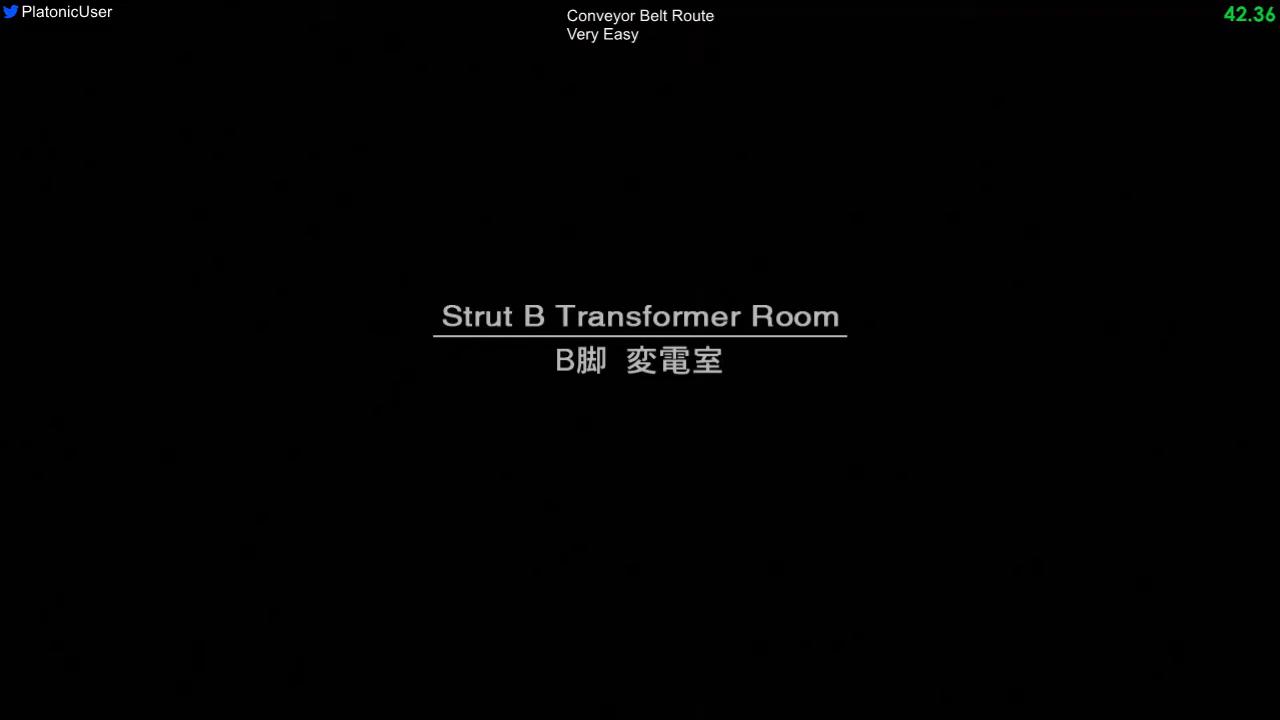 PlatonicUser
Conveyor Belt Route
Very Easy
42.36
Strut B Transformer Room
B脚 変電室